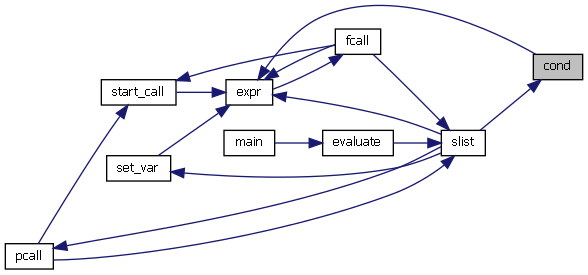 fcall
cond
start_call
expr
main
evaluate
slist
set_var
pcall